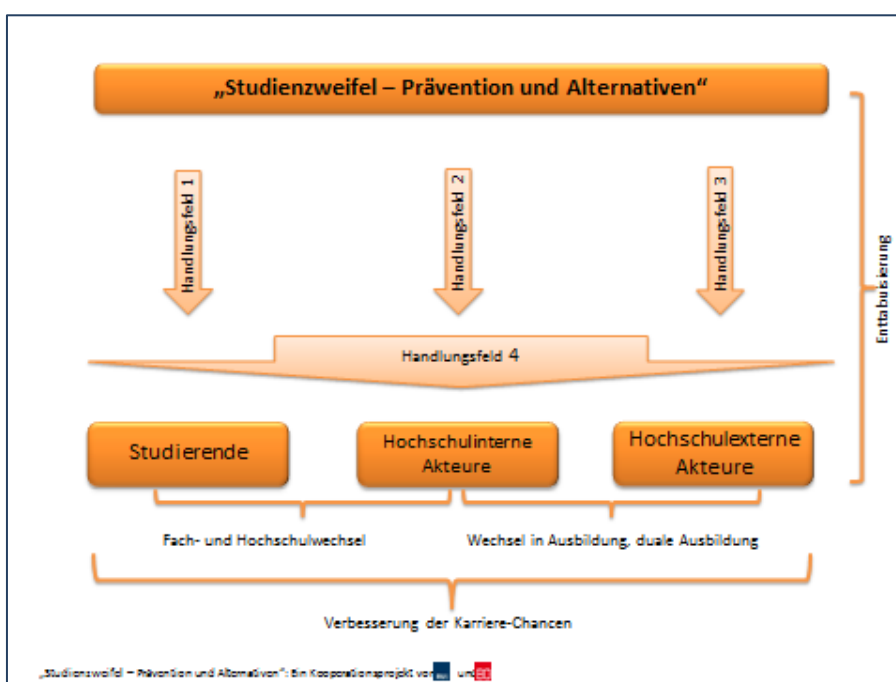 „Studienzweifel – Prävention und Alternativen“
Handlungsfeld 1
Handlungsfeld 2
Handlungsfeld 3
Enttabuisierung
Handlungsfeld 4
Studierende
Hochschulinterne
Akteure
Hochschulexterne
Akteure
Fach- und Hochschulwechsel
Wechsel in Ausbildung, duale Ausbildung
Verbesserung der Karriere-Chancen
„Studienzweifel – Prävention und Alternativen“: Ein Kooperationsprojekt von und